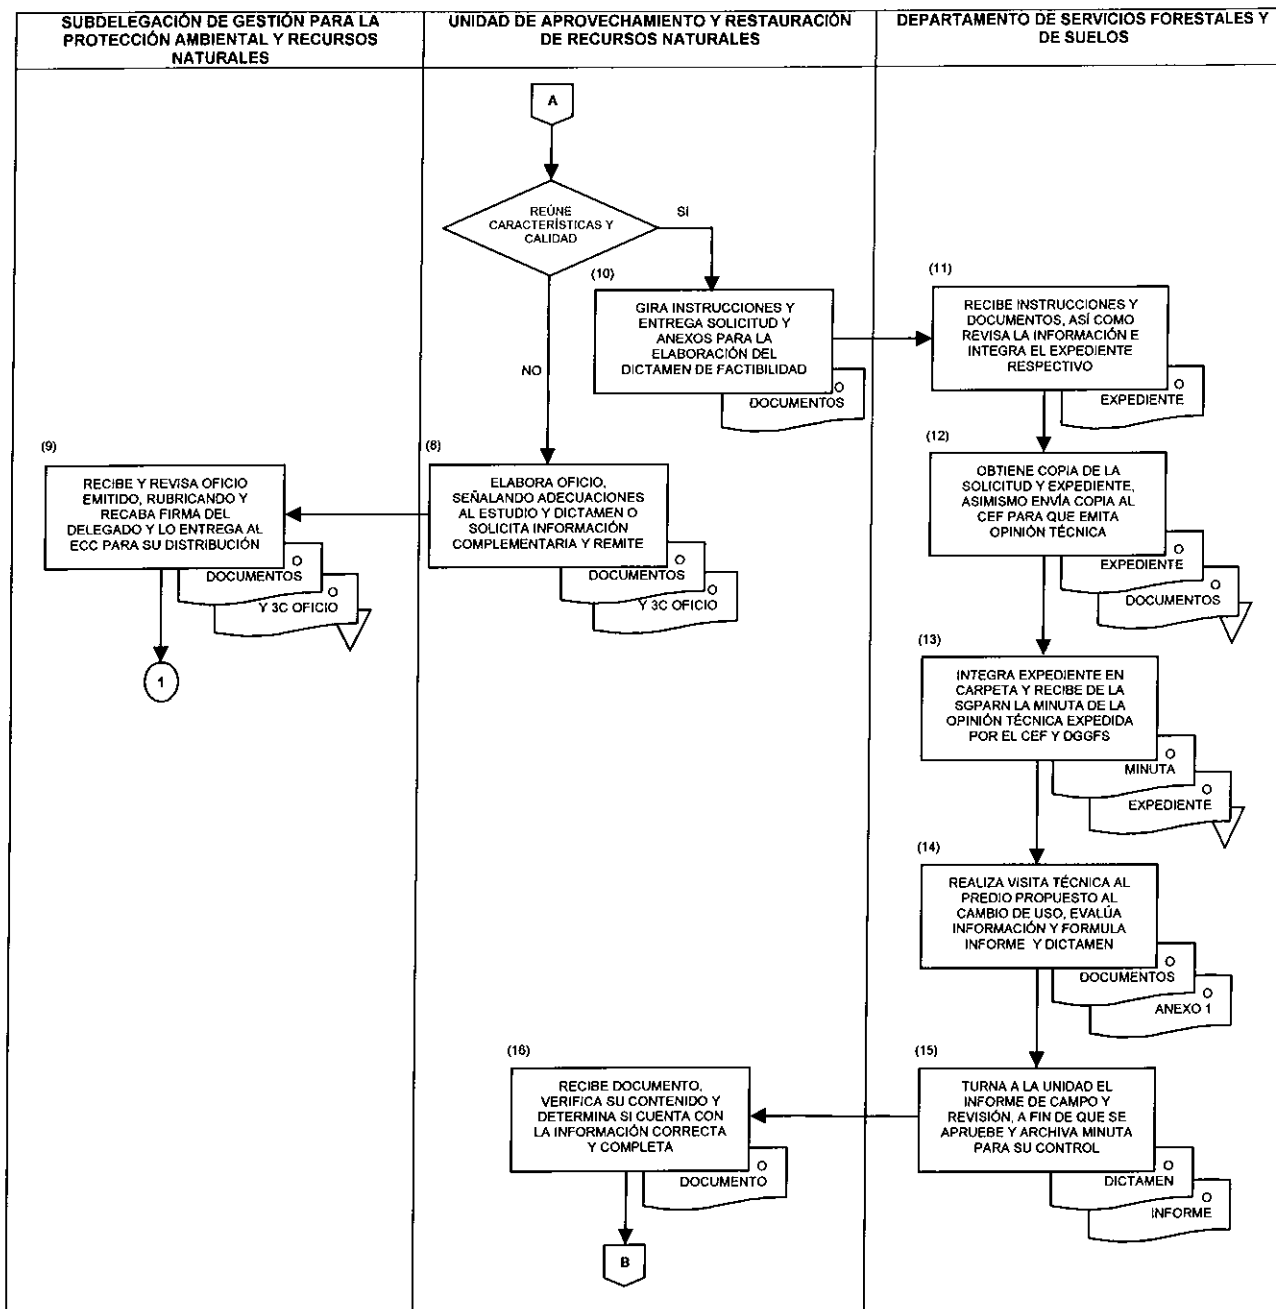 SUBDELEGACIÓN DE GESTIÓN PARA LA
PROTECCIÓN AMBIENTAL Y RECURSOS
NATURALES
UNIDAD DE APROVECHAMIENTO Y RESTAURACIÓN
DE RECURSOS NATURALES
DEPARTAMENTO DE SERVICIOS FORESTALES Y
DE SUELOS
A
REÚNE
CARACTERÍSTICAS Y
CALIDAD
SI
NO
(10)
GIRA INSTRUCCIONES Y
ENTREGA SOLICITUD Y
ANEXOS PARA LA
ELABORACIÓN DEL
DICTAMEN DE FACTIBILIDAD
O
DOCUMENTOS
(11)
RECIBE INSTRUCCIONES Y
DOCUMENTOS, ASÍ COMO
REVISA LA INFORMACIÓN E
INTEGRA EL EXPEDIENTE
RESPECTIVO
O
EXPEDIENTE
(9)
RECIBE Y REVISA OFICIO
EMITIDO, RUBRICANDO Y
RECABA FIRMA DEL
DELEGADO Y LO ENTREGA AL
ECC PARA SU DISTRIBUCIÓN
O
DOCUMENTOS
O
Y 3C OFICIO
1
(8)
ELABORA OFICIO,
SEÑALANDO ADECUACIONES
AL ESTUDIO Y DICTAMEN O
SOLICITA INFORMACIÓN
COMPLEMENTARIA Y REMITE
O
DOCUMENTOS
O
Y 3C OFICIO
(12)
OBTIENE COPIA DE LA
SOLICITUD Y EXPEDIENTE,
ASIMISMO ENVÍA COPIA AL
CEF PARA QUE EMITA
OPINIÓN TÉCNICA
O
EXPEDIENTE
O
DOCUMENTOS
(13)
INTEGRA EXPEDIENTE EN
CARPETA Y RECIBE DE LA
SGPARN LA MINUTA DE LA
OPINIÓN TÉCNICA EXPEDIDA
POR EL CEF Y DGGFS
O
MINUTA
O
EXPEDIENTE
(14)
REALIZA VISITA TÉCNICA AL
PREDIO PROPUESTO AL
CAMBIO DE USO, EVALÚA
INFORMACIÓN Y FORMULA
INFORME Y DICTAMEN
O
DOCUMENTOS
O
ANEXO 1
(15)
TURNA A LA UNIDAD EL
INFORME DE CAMPO Y
REVISIÓN, A FIN DE QUE SE
APRUEBE Y ARCHIVA MINUTA
PARA SU CONTROL
O
DICTAMEN
O
INFORME
(16)
RECIBE DOCUMENTO,
VERIFICA SU CONTENIDO Y
DETERMINA SI CUENTA CON
LA INFORMACIÓN CORRECTA
Y COMPLETA
O
DOCUMENTO
B